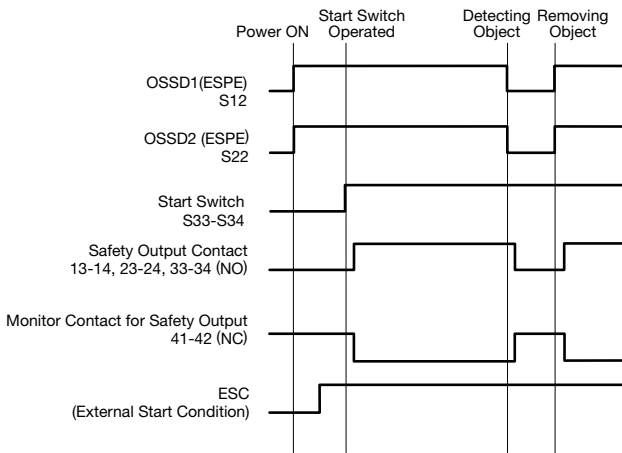 Power ON
Start Switch
Operated
Detecting
Object
Removing
Object
OSSD1(ESPE)
S12
OSSD2 (ESPE)
S22
Start Switch
S33-S34
Safety Output Contact
13-14, 23-24, 33-34 (NO)
Monitor Contact for Safety Output
41-42 (NC)
ESC
(External Start Condition)